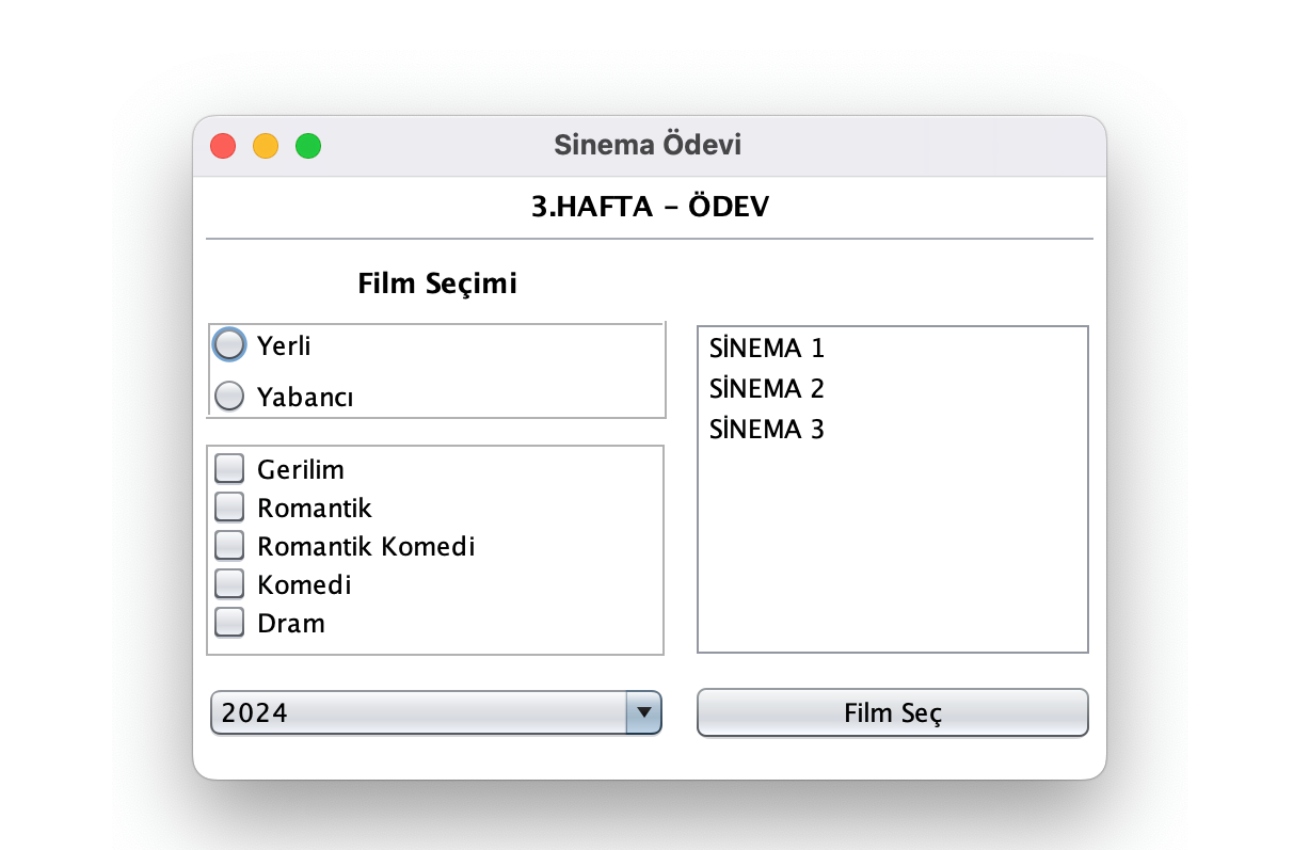 Sinema Ödevi
3.HAFTA – ÖDEV
Film Seçimi
Yerli
Yabancı
Gerilim
Romantik
Romantik Komedi
Komedi
Dram
2024
SİNEMA 1
SİNEMA 2
SİNEMA 3
Film Seç